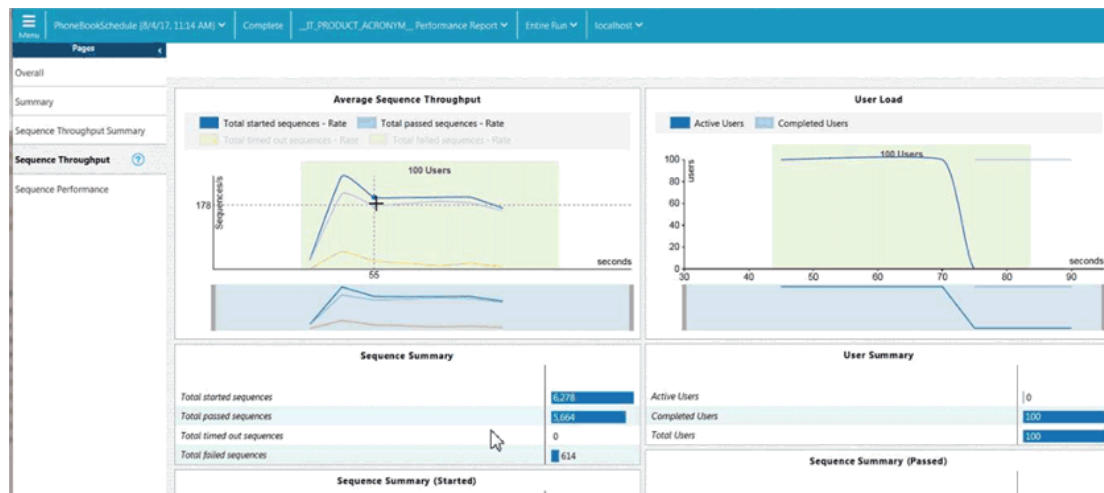 Menu
PhoneBookSchedule [8/4/17, 11:14 AM]
Complete
__IT_PRODUCT_ACRONYM__ Performance Report
Entire Run
localhost
Pages
Overall
Summary
Sequence Throughput Summary
Sequence Throughput
Sequence Performance
Average Sequence Throughput
Total started sequences - Rate
Total passed sequences - Rate
Total timed out sequences - Rate
Total failed sequences - Rate
100 Users
Sequences/s
178
seconds
55
User Load
Active Users
Completed Users
100 Users
users
100
80
60
40
20
0
seconds
30 40 50 60 70 80 90
Sequence Summary
Total started sequences 6,278
Total passed sequences 5,664
Total timed out sequences 0
Total failed sequences 614
User Summary
Active Users 0
Completed Users 100
Total Users 100
Sequence Summary (Started)
Sequence Summary (Passed)